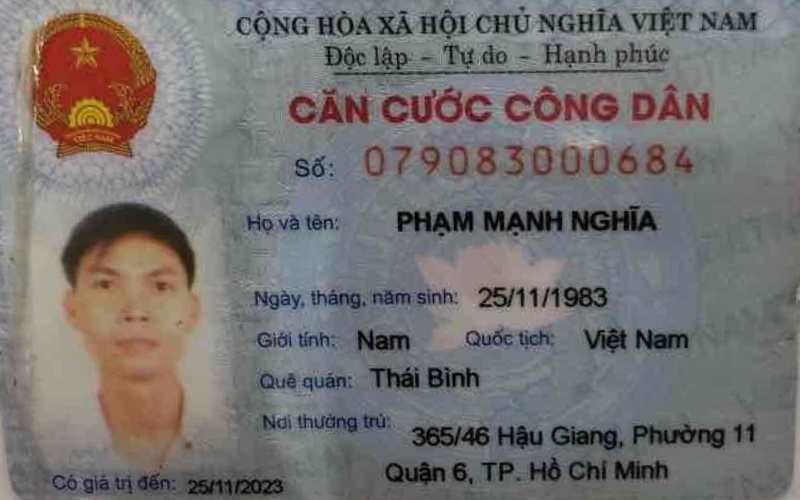 CỘNG HÒA XÃ HỘI CHỦ NGHĨA VIỆT NAM
Độc lập – Tự do – Hạnh phúc
CĂN CƯỚC CÔNG DÂN
Số: 079083000684
Họ và tên: PHẠM MẠNH NGHĨA
Ngày, tháng, năm sinh: 25/11/1983
Giới tính: Nam Quốc tịch: Việt Nam
Quê quán: Thái Bình
Nơi thường trú: 365/46 Hậu Giang, Phường 11
Quận 6, TP. Hồ Chí Minh
Có giá trị đến: 25/11/2023
VIỆT NAM